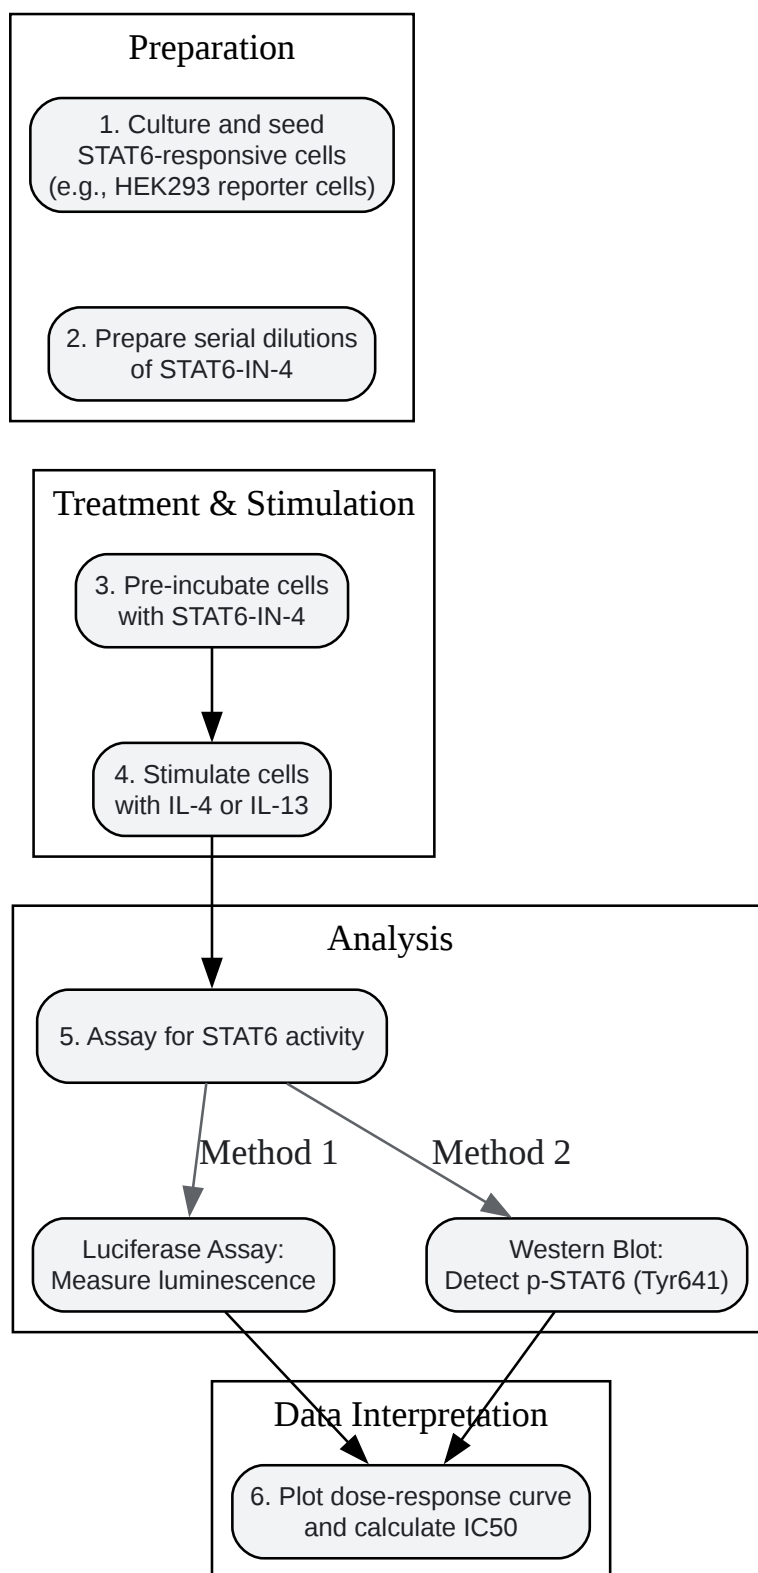 Preparation
1. Culture and seed
STAT6-responsive cells
(e.g., HEK293 reporter cells)
2. Prepare serial dilutions
of STAT6-IN-4
Treatment & Stimulation
3. Pre-incubate cells
with STAT6-IN-4
4. Stimulate cells
with IL-4 or IL-13
Analysis
5. Assay for STAT6 activity
Method 1
Method 2
Luciferase Assay:
Measure luminescence
Western Blot:
Detect p-STAT6 (Tyr641)
Data Interpretation
6. Plot dose-response curve
and calculate IC50